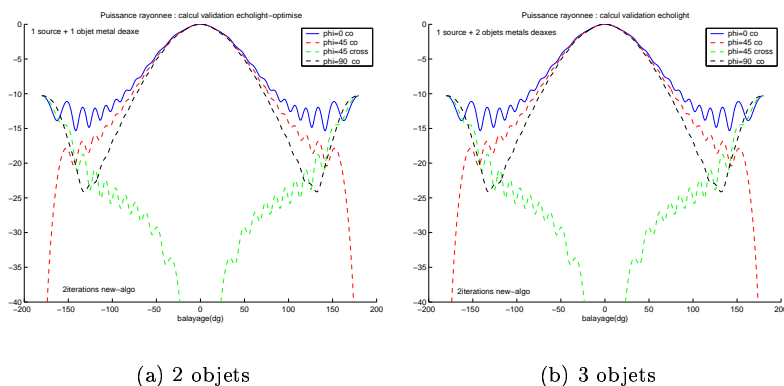 Puissance rayonnee : calcul validation echolight−optimise
1 source + 1 objet metal deaxe
phi=0 co
phi=45 co
phi=45 cross
phi=90 co
0
−5
−10
−15
−20
−25
−30
−35
−40
2iterations new−algo
−200 −150 −100 −50 0 50 100 150 200
balayage(dg)
(a) 2 objets
Puissance rayonnee : calcul validation echolight
1 source + 2 objets metals deaxes
phi=0 co
phi=45 co
phi=45 cross
phi=90 co
0
−5
−10
−15
−20
−25
−30
−35
−40
2iterations new−algo
−200 −150 −100 −50 0 50 100 150 200
balayage(dg)
(b) 3 objets